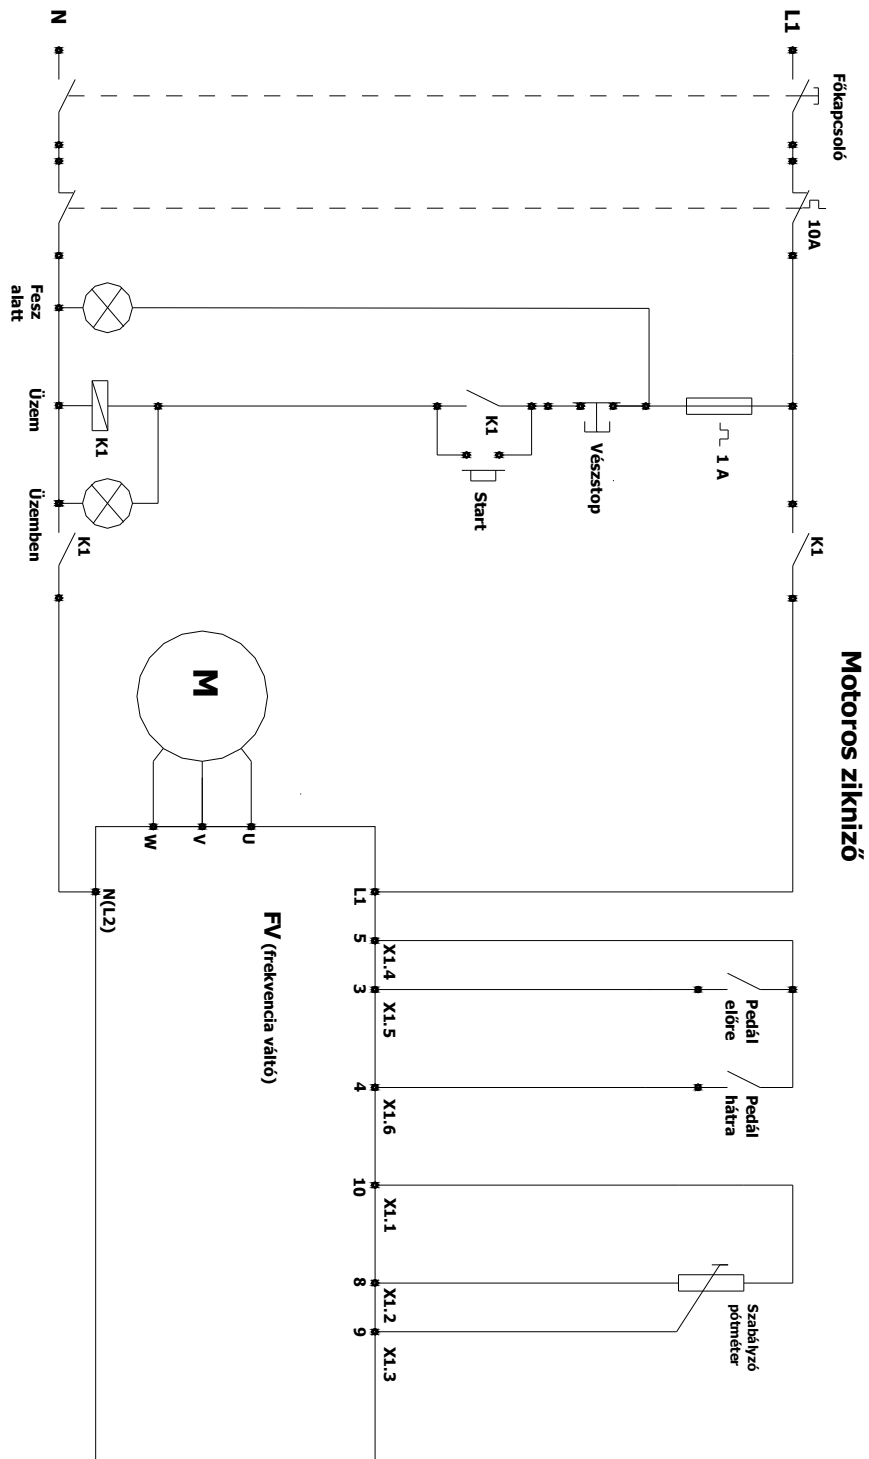 Motoros zikniző
L1
N
Főkapcsoló
10A
1 A
Fesz
alatt
Üzem
K1
Üzemben
K1
Vészstop
K1
Start
K1
M
U
V
W
N(L2)
FV (frekvencia váltó)
L1
5
X1.4
3
X1.5
4
X1.6
10
X1.1
8
X1.2
9
X1.3
Pedál
előre
Pedál
hátra
Szabályzó
pótméter